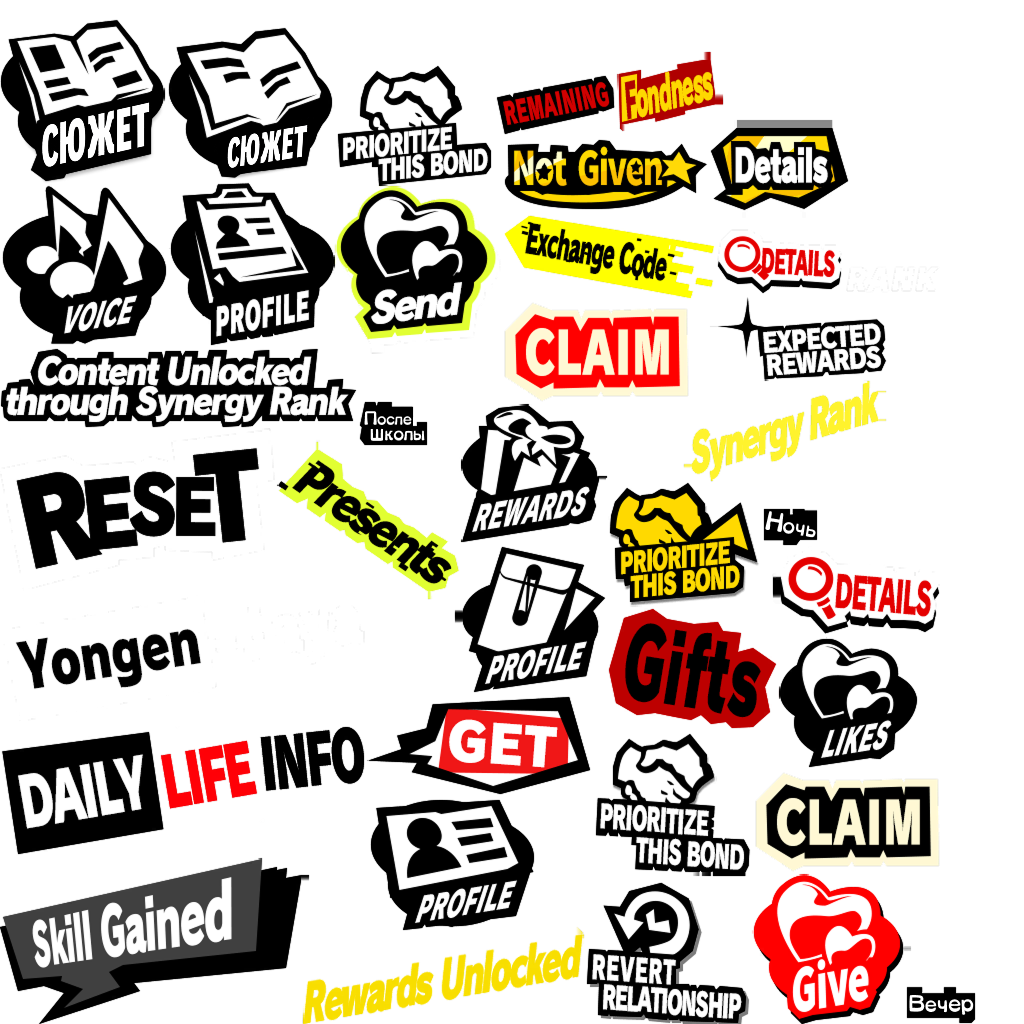 СЮЖЕТ
СЮЖЕТ
PRIORITIZE
THIS BOND
REMAINING
Fondness
Not Given
Details
VOICE
PROFILE
Send
Exchange Code
DETAILS
RANK
CLAIM
EXPECTED
REWARDS
Content Unlocked
through Synergy Rank
После
Школы
Synergy Rank
RESET
Presents
REWARDS
PRIORITIZE
THIS BOND
Ночь
DETAILS
Yongen
PROFILE
Gifts
LIKES
DAILY LIFE INFO
GET
PRIORITIZE
THIS BOND
CLAIM
PROFILE
Skill Gained
Rewards Unlocked
REVERT
RELATIONSHIP
Give
Вечер